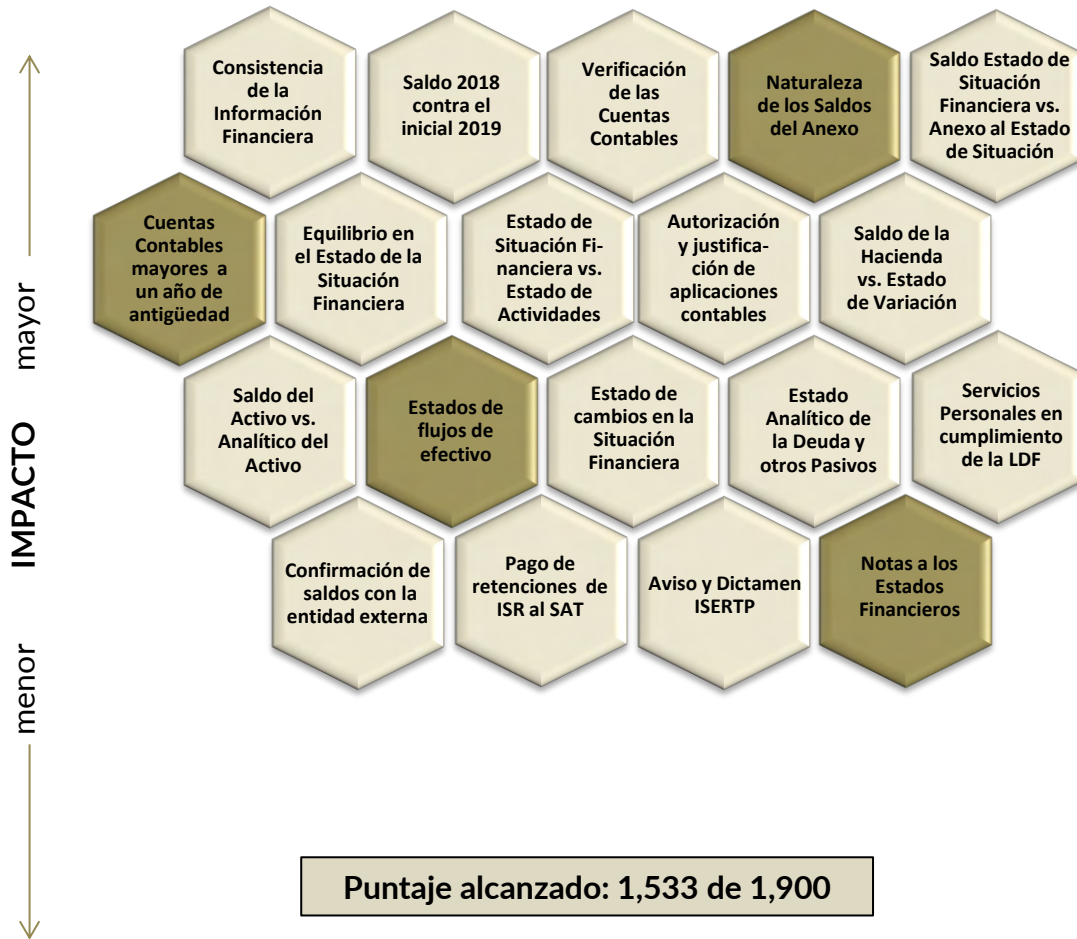 Consistencia
de la
Información
Financiera
Saldo 2018
contra el
inicial 2019
Verificación
de las
Cuentas
Contables
Naturaleza
de los Saldos
del Anexo
Saldo Estado de
Situación
Financiera vs.
Anexo al Estado
de Situación
Cuentas
Contables
mayores a
un año de
antigüedad
Equilibrio en
el Estado de la
Situación
Financiera
Estado de
Situación Fi-
nanciera vs.
Estado de
Actividades
Autorización
y justifica-
ción de
aplicaciones
contables
Saldo de la
Hacienda
vs. Estado
de Variación
Saldo del
Activo vs.
Analítico del
Activo
Estados de
flujos de
efectivo
Estado de
cambios en la
Situación
Financiera
Estado
Analítico de
la Deuda y
otros Pasivos
Servicios
Personales en
cumplimiento
de la LDF
Confirmación de
saldos con la
entidad externa
Pago de
retenciones de
ISR al SAT
Aviso y Dictamen
ISERTP
Notas a los
Estados
Financieros
menor IMPACTO mayor
Puntaje alcanzado: 1,533 de 1,900